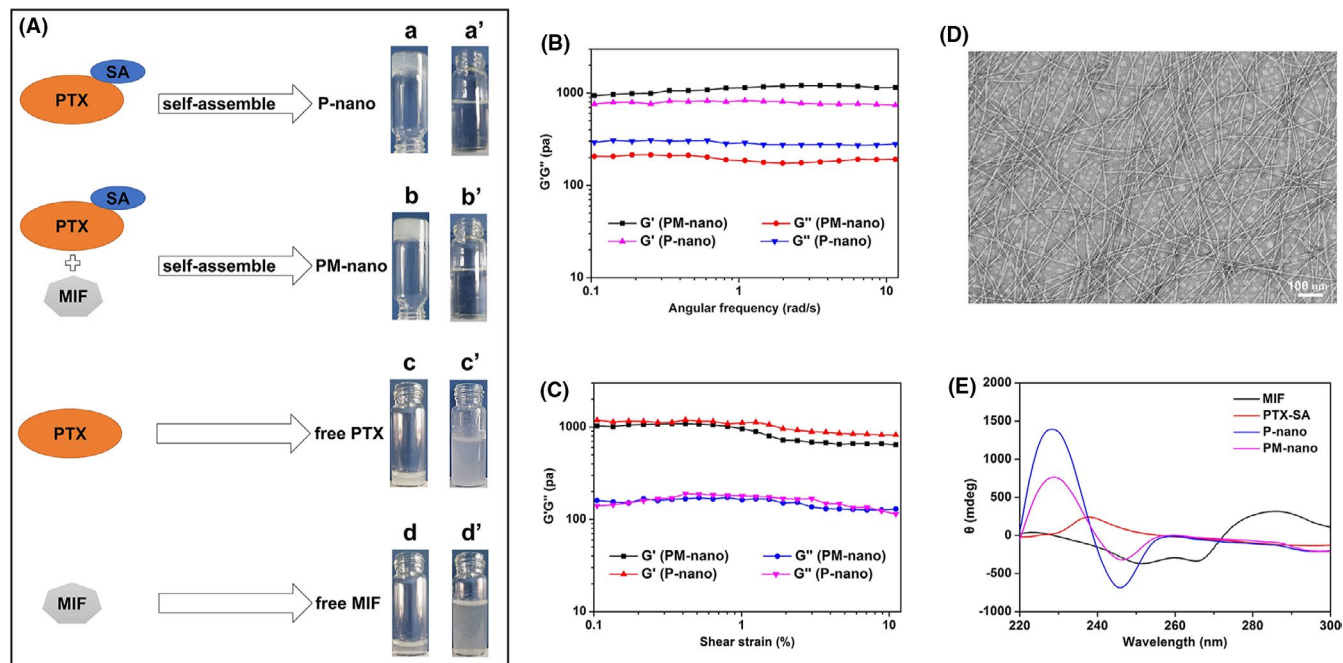 (A)
a
a’
SA
PTX
self-assemble
P-nano
b
b’
SA
PTX
self-assemble
PM-nano
MIF
c
c’
PTX
free PTX
d
d’
MIF
free MIF
(B)
1000
100
10
G'G'' (pa)
G' (PM-nano)
G'' (PM-nano)
G' (P-nano)
G'' (P-nano)
0.1
1
10
Angular frequency (rad/s)
(C)
1000
100
10
G'G'' (pa)
G' (PM-nano)
G'' (PM-nano)
G' (P-nano)
G'' (P-nano)
0.1
1
10
Shear strain (%)
(D)
100 nm
(E)
2000
1500
1000
500
0
-500
-1000
θ (mdeg)
MIF
PTX-SA
P-nano
PM-nano
220
240
260
280
300
Wavelength (nm)